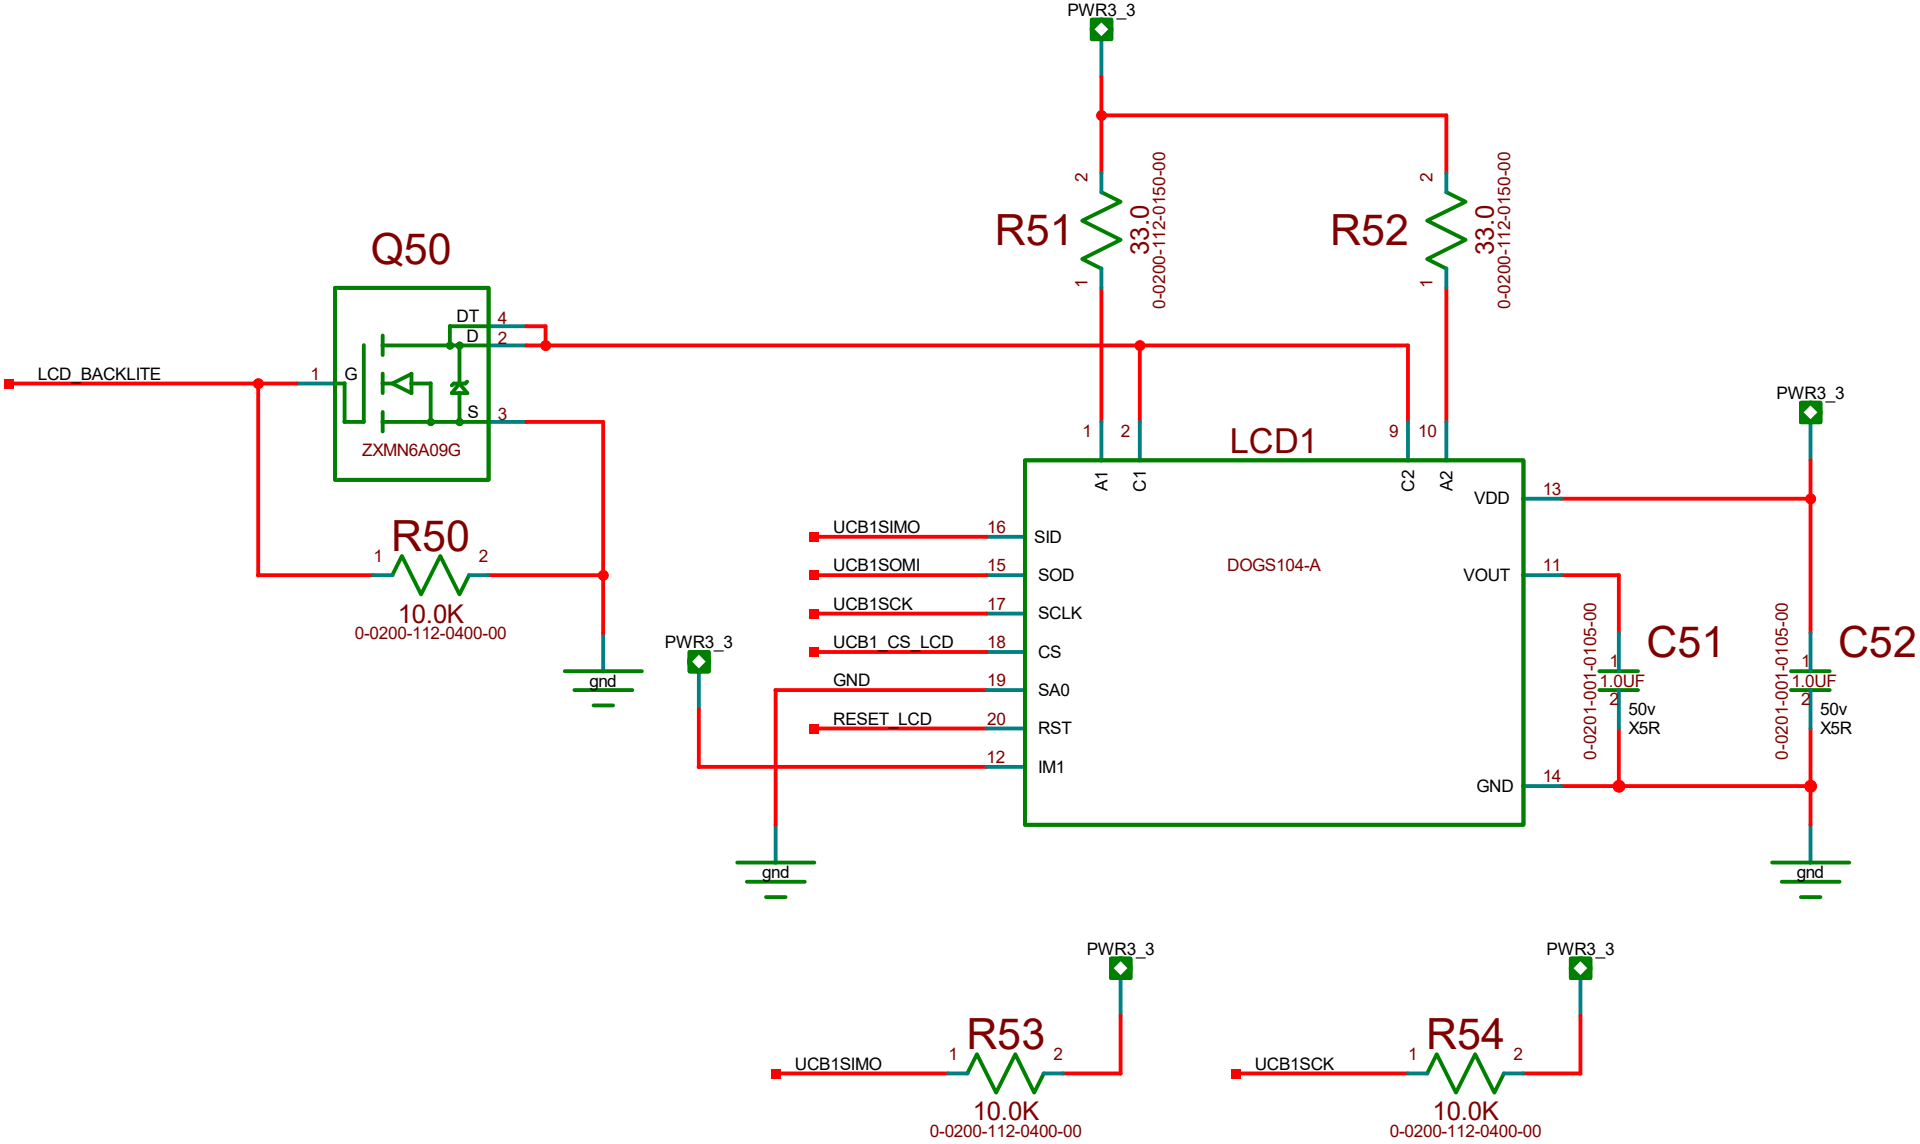 PWR3_3
2
R51
33.0
0-0200-112-0150-00
1
2
R52
33.0
0-0200-112-0150-00
1
Q50
DT
4
D
2
LCD_BACKLITE
1
G
S
3
ZXMN6A09G
R50
1
2
10.0K
0-0200-112-0400-00
gnd
1
2
LCD1
9
10
A1
C1
C2
A2
PWR3_3
VDD
13
UCB1SIMO
16
SID
DOGS104-A
UCB1SOMI
15
SOD
VOUT
11
UCB1SCK
17
SCLK
UCB1_CS_LCD
18
CS
PWR3_3
GND
19
SA0
RESET_LCD
20
RST
12
IM1
GND
14
0-0201-001-0105-00
C51
1
1.0UF
2
50v
X5R
0-0201-001-0105-00
C52
1
1.0UF
2
50v
X5R
gnd
gnd
PWR3_3
R53
UCB1SIMO
1
2
10.0K
0-0200-112-0400-00
PWR3_3
R54
UCB1SCK
1
2
10.0K
0-0200-112-0400-00